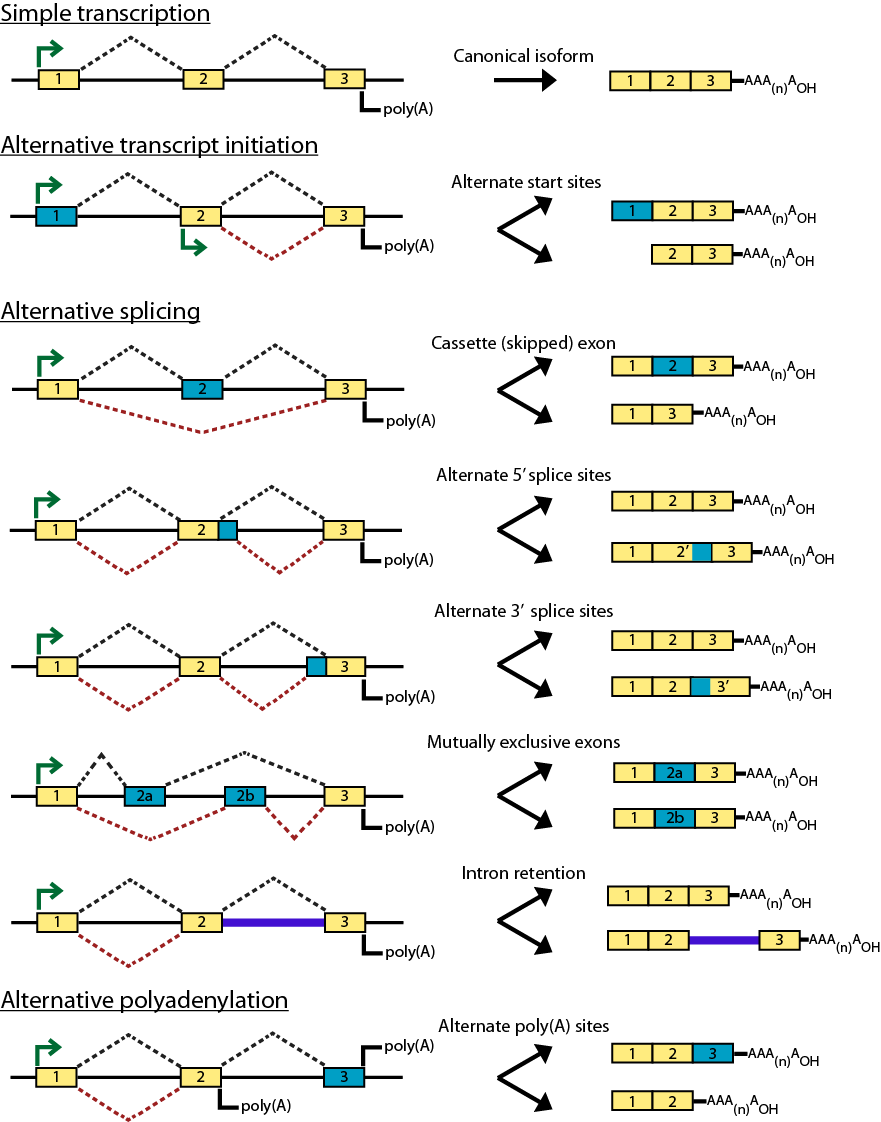 Simple transcription
Canonical isoform
1 2 3
poly(A)
1 2 3 AAA(n)AOH
Alternative transcript initiation
Alternate start sites
1 2 3
poly(A)
1 2 3 AAA(n)AOH
2 3 AAA(n)AOH
Alternative splicing
Cassette (skipped) exon
1 2 3
poly(A)
1 2 3 AAA(n)AOH
1 3 AAA(n)AOH
Alternate 5’ splice sites
1 2 3
poly(A)
1 2 3 AAA(n)AOH
1 2’ 3 AAA(n)AOH
Alternate 3’ splice sites
1 2 3
poly(A)
1 2 3 AAA(n)AOH
1 2 3’ AAA(n)AOH
Mutually exclusive exons
1 2a 2b 3
poly(A)
1 2a 3 AAA(n)AOH
1 2b 3 AAA(n)AOH
Intron retention
1 2 3
poly(A)
1 2 3 AAA(n)AOH
1 2 3 AAA(n)AOH
Alternative polyadenylation
Alternate poly(A) sites
poly(A)
1 2 3
poly(A)
1 2 3 AAA(n)AOH
1 2 AAA(n)AOH